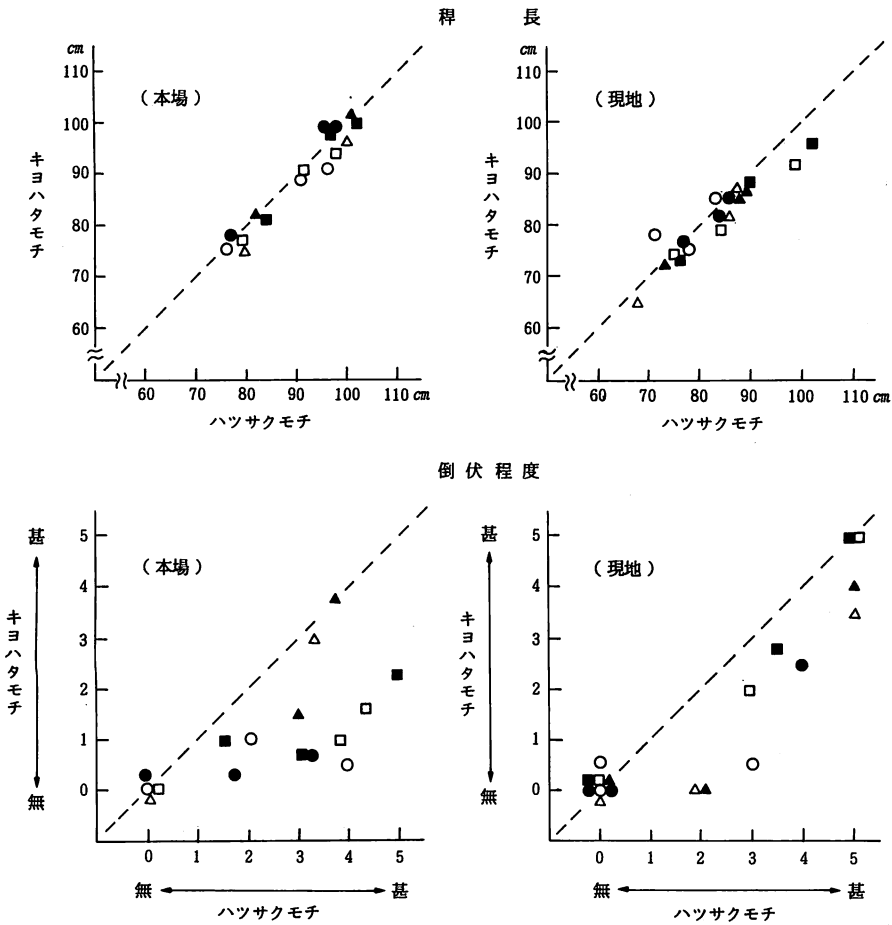 稈長
cm
110
100
90
80
70
60
(本場)
キヨハタモチ
60 70 80 90 100 110 cm
ハツサクモチ
cm
110
100
90
80
70
60
(現地)
キヨハタモチ
60 70 80 90 100 110 cm
ハツサクモチ
倒伏程度
甚
キヨハタモチ
無
5
4
3
2
1
0
(本場)
0 1 2 3 4 5
無 甚
ハツサクモチ
甚
キヨハタモチ
無
5
4
3
2
1
0
(現地)
0 1 2 3 4 5
無 甚
ハツサクモチ